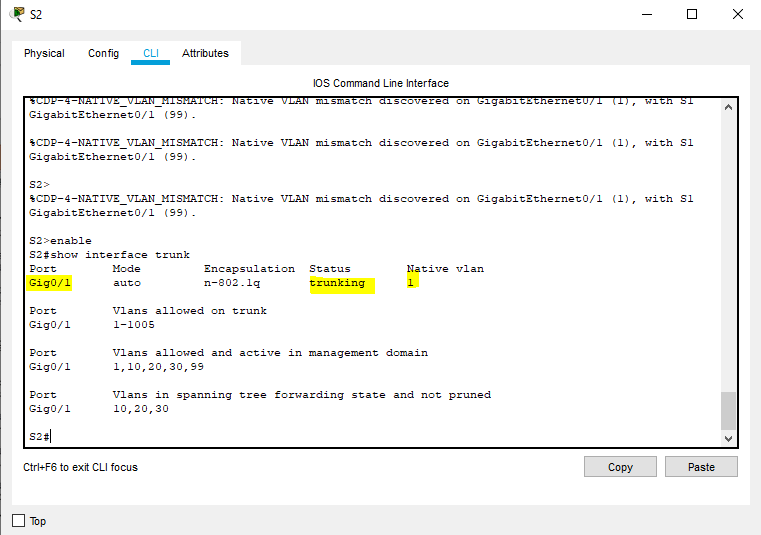 S2
Physical Config CLI Attributes
IOS Command Line Interface
%CDP-4-NATIVE_VLAN_MISMATCH: Native VLAN mismatch discovered on GigabitEthernet0/1 (1), with S1
GigabitEthernet0/1 (99).
%CDP-4-NATIVE_VLAN_MISMATCH: Native VLAN mismatch discovered on GigabitEthernet0/1 (1), with S1
GigabitEthernet0/1 (99).
S2>
%CDP-4-NATIVE_VLAN_MISMATCH: Native VLAN mismatch discovered on GigabitEthernet0/1 (1), with S1
GigabitEthernet0/1 (99).
S2>enable
S2#show interface trunk
Port Mode Encapsulation Status Native vlan
Gig0/1 auto n-802.1q trunking 1
Port Vlans allowed on trunk
Gig0/1 1-1005
Port Vlans allowed and active in management domain
Gig0/1 1,10,20,30,99
Port Vlans in spanning tree forwarding state and not pruned
Gig0/1 10,20,30
S2#
Ctrl+F6 to exit CLI focus
Copy Paste
Top